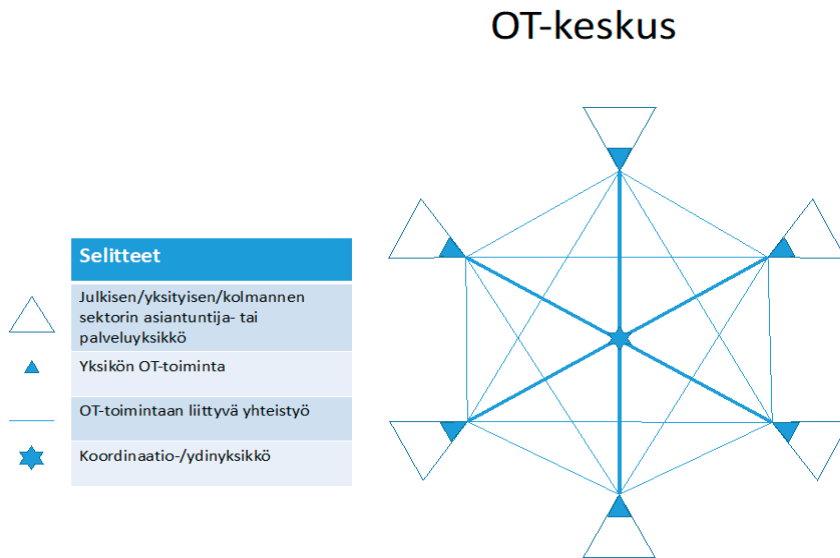 OT-keskus
Selitteet
Julkisen/yksityisen/kolmannen
sektorin asiantuntija- tai
palveluyksikkö
Yksikön OT-toiminta
OT-toimintaan liittyvä yhteistyö
Koordinaatio-/ydinyksikkö